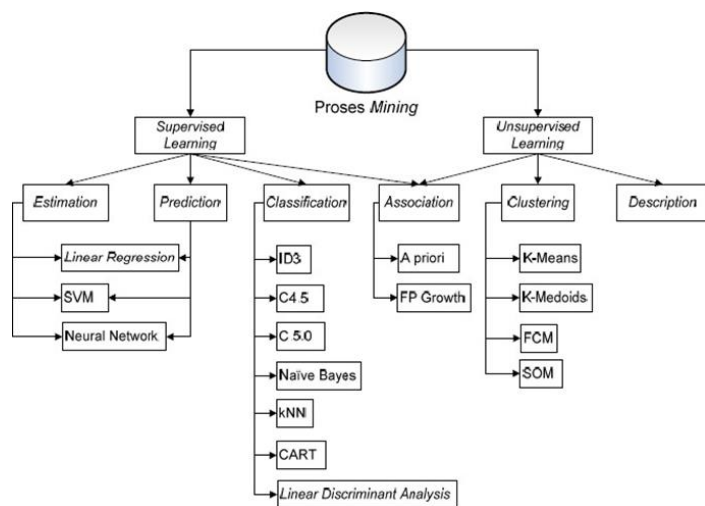 Proses Mining
Supervised
Learning
Unsupervised
Learning
Estimation
Prediction
Classification
Association
Clustering
Description
Linear Regression
SVM
Neural Network
ID3
C4.5
C 5.0
Naïve Bayes
kNN
CART
Linear Discriminant Analysis
A priori
FP Growth
K-Means
K-Medoids
FCM
SOM